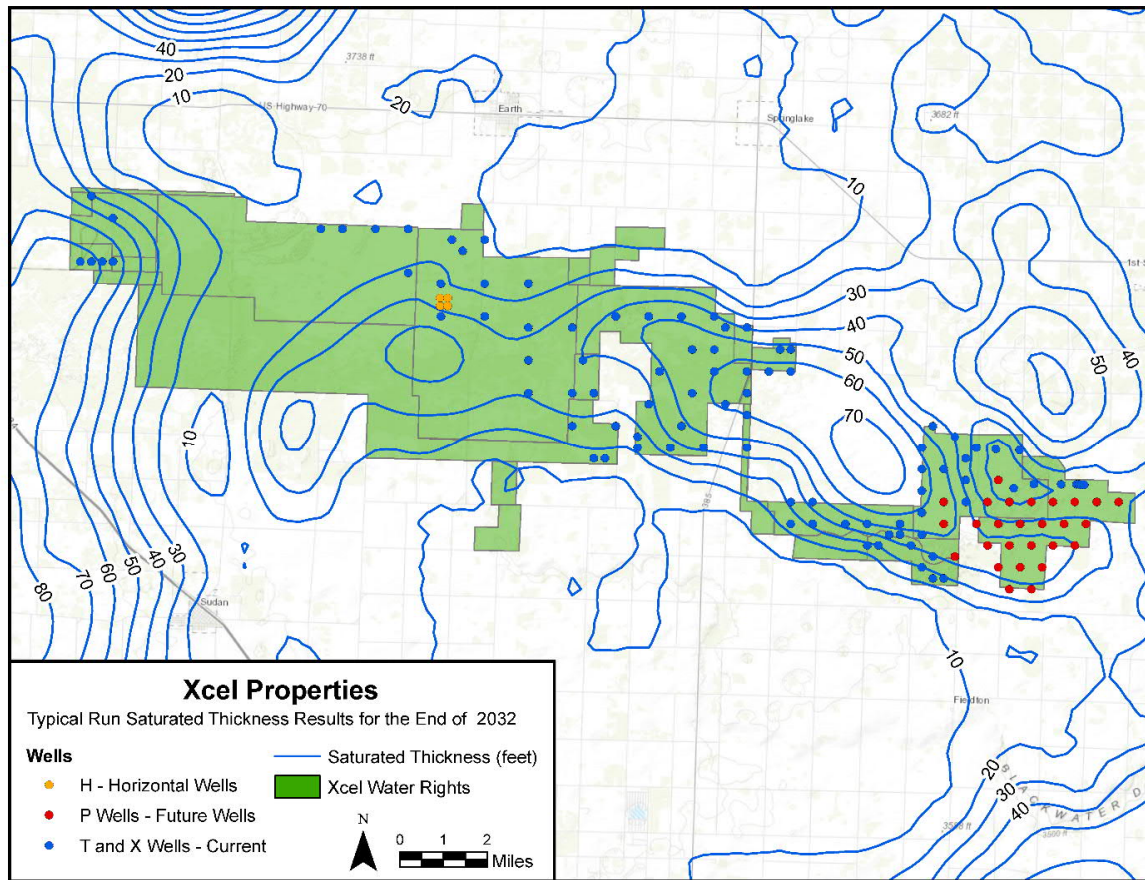 40
20
10
3738 ft
US-Highway-70
20
Earth
Springlake
3682 ft
10
1st S
30
40
50
60
70
50
40
10
385
84
80
70
60
50
40
30
Sudan
10
Fieldton
20
30
40
BLACKWATER D
3500 ft
Xcel Properties
Typical Run Saturated Thickness Results for the End of 2032
Wells
Saturated Thickness (feet)
H - Horizontal Wells
Xcel Water Rights
P Wells - Future Wells
T and X Wells - Current
N
0 1 2
Miles